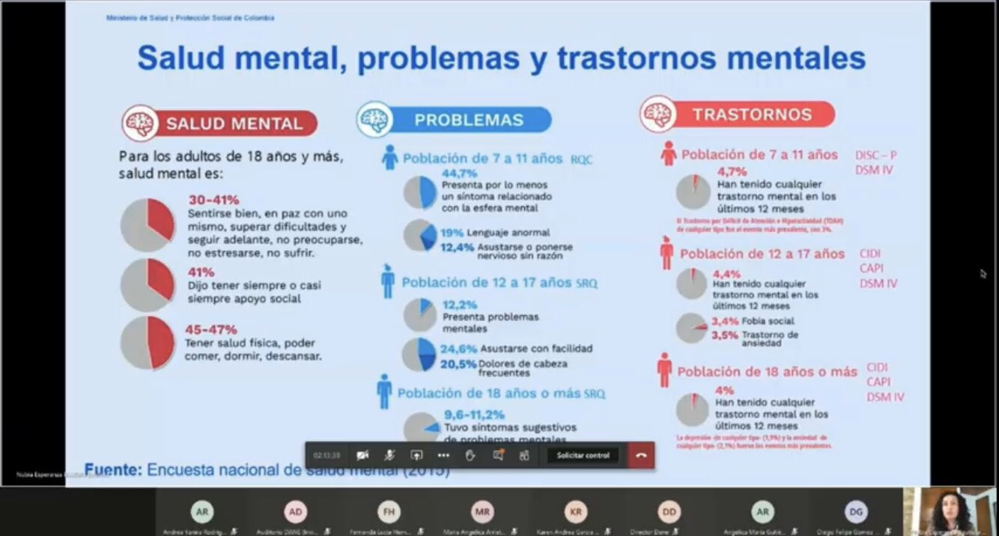 Ministerio de Salud y Protección Social de Colombia
Salud mental, problemas y trastornos mentales
SALUD MENTAL
Para los adultos de 18 años y más,
salud mental es:
30-41%
Sentirse bien, en paz con uno
mismo, superar dificultades y
seguir adelante, no preocuparse,
no estresarse, no sufrir.
41%
Dijo tener siempre o casi
siempre apoyo social
45-47%
Tener salud física, poder
comer, dormir, descansar.
PROBLEMAS
Población de 7 a 11 años RQC
44,7%
Presenta por lo menos
un síntoma relacionado
con la esfera mental
19% Lenguaje anormal
12,4% Asustarse o ponerse
nervioso sin razón
Población de 12 a 17 años SRQ
12,2%
Presenta problemas
mentales
24,6% Asustarse con facilidad
20,5% Dolores de cabeza
frecuentes
Población de 18 años o más SRQ
9,6-11,2%
Tuvo síntomas sugestivos
de problemas mentales
TRASTORNOS
Población de 7 a 11 años
DISC – P
DSM IV
4,7%
Han tenido cualquier
trastorno mental en los
últimos 12 meses
El Trastorno por Déficit de Atención e Hiperactividad (TDAH)
de cualquier tipo fue el evento más prevalente, con 3%.
Población de 12 a 17 años
CIDI
CAPI
DSM IV
4,4%
Han tenido cualquier
trastorno mental en los
últimos 12 meses
3,4% Fobia social
3,5% Trastorno de
ansiedad
Población de 18 años o más
CIDI
CAPI
DSM IV
4%
Han tenido cualquier
trastorno mental en los
últimos 12 meses
La depresión -de cualquier tipo- (1,9%) y la ansiedad -de
cualquier tipo- (2,1%) fueron los eventos más prevalentes.
02:13:33
Solicitar control
Fuente: Encuesta nacional de salud mental (2015)
Nubia Esperanza
AR
AD
FH
MR
KR
DD
AR
DG
Andrea Yanira Rodríg...
Auditorio DANE
Fernanda Lucia Hern...
Maria Angelica Arriet...
Karen Andrea Garcia ...
Director Dane
Angelica Maria Gutié...
Diego Felipe Gomez ...